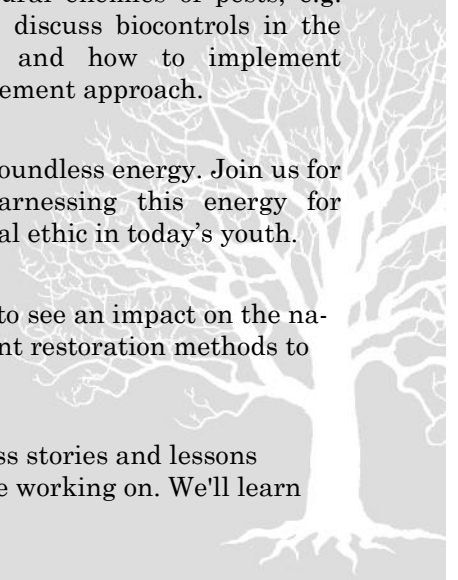 discuss biocontrols in the
and how to implement
ement approach.
oundless energy. Join us for
arnessing this energy for
al ethic in today's youth.
to see an impact on the na-
nt restoration methods to
ss stories and lessons
e working on. We'll learn